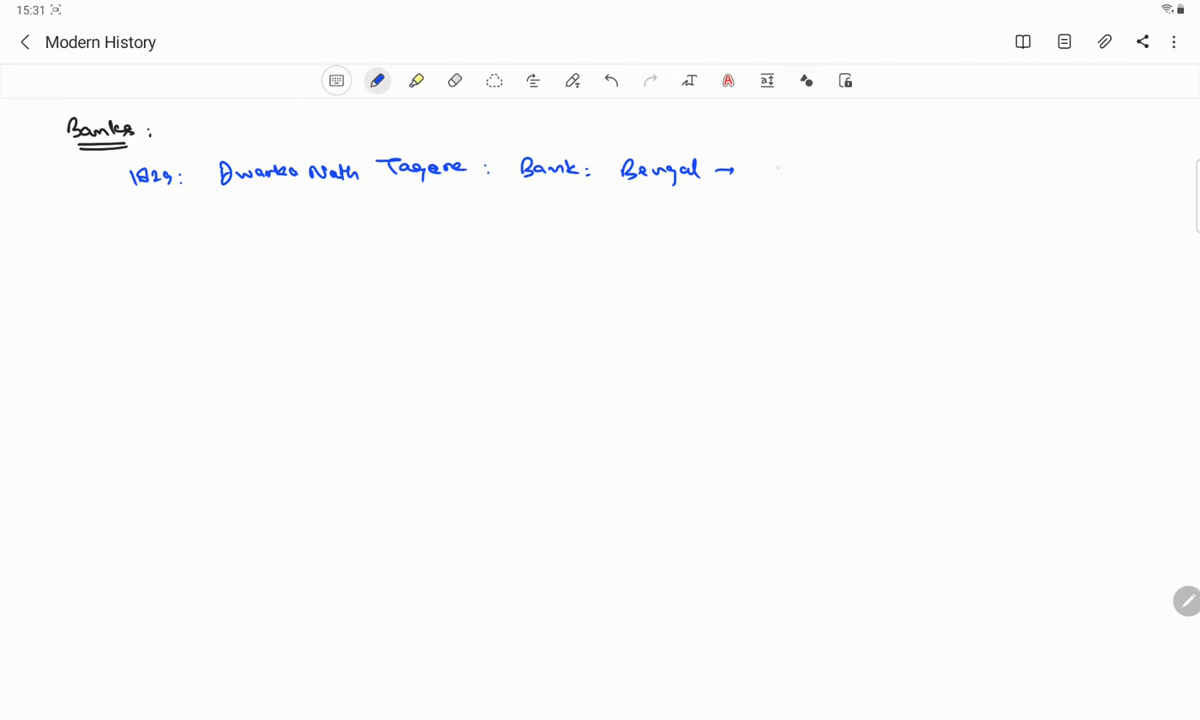 15:31
Modern History
Banks :
1829: Dwarka Nath Tagore : Bank: Bengal →